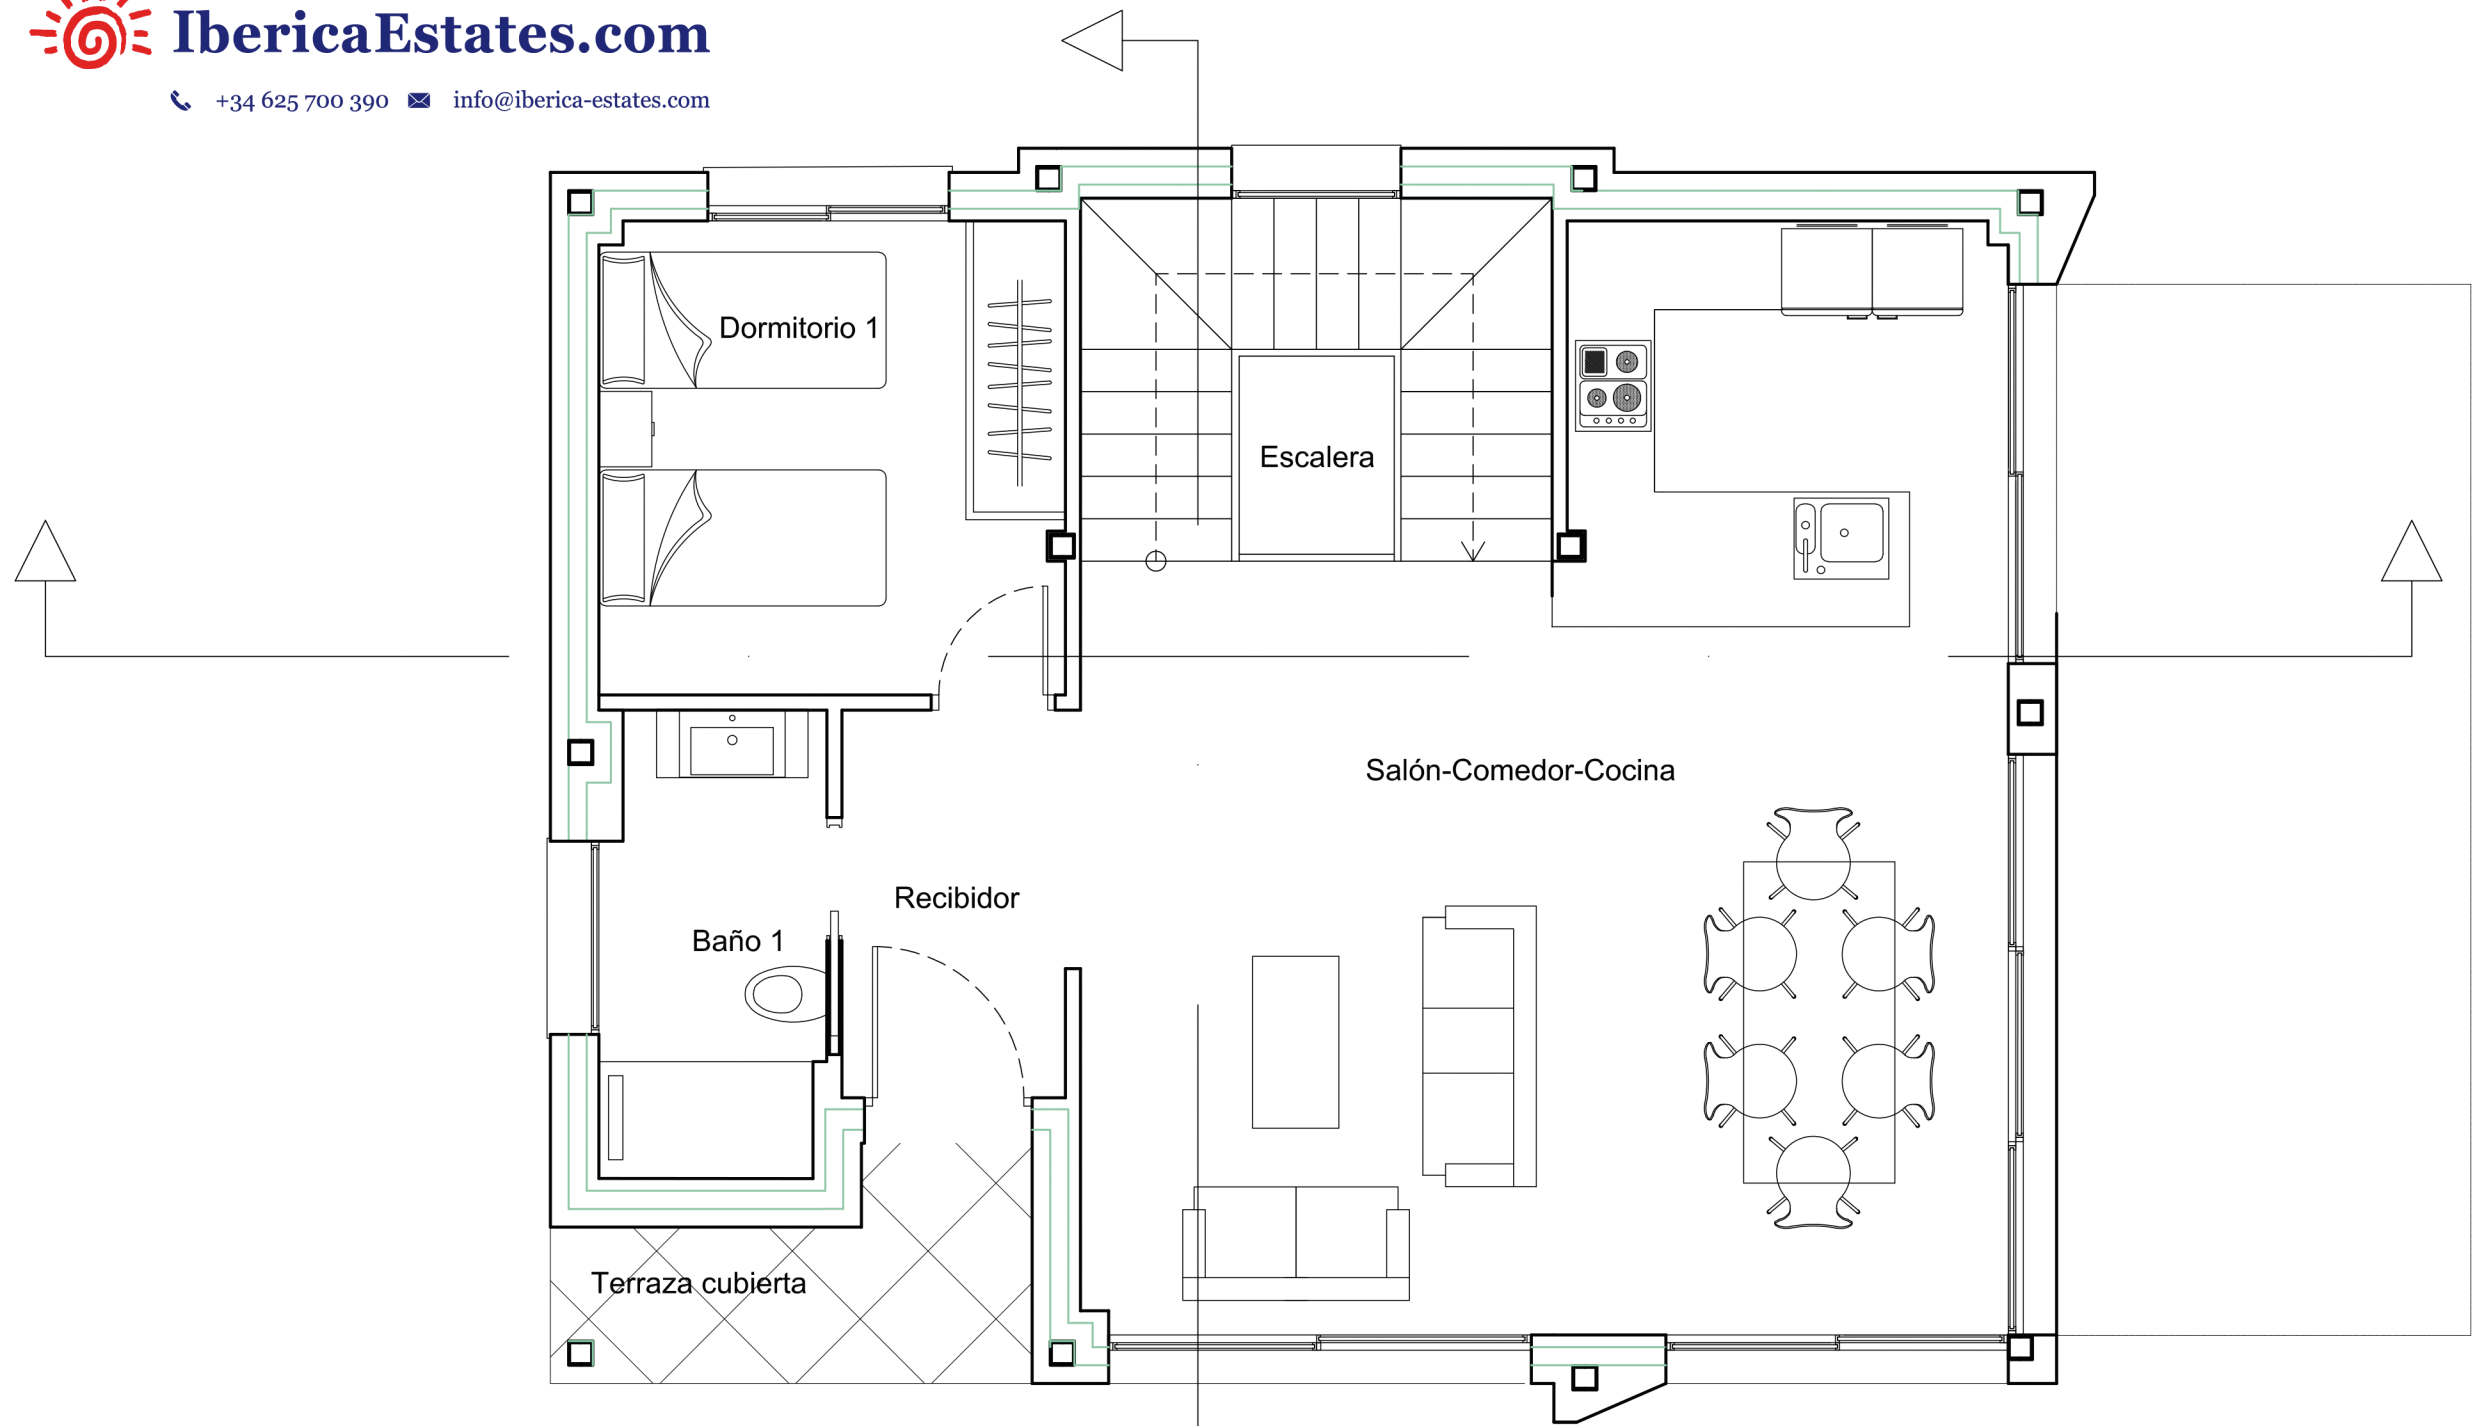 IbericaEstates.com
+34 625 700 390 info@iberica-estates.com
Dormitorio 1
Escalera
Salón-Comedor-Cocina
Recibidor
Baño 1
Terraza cubierta